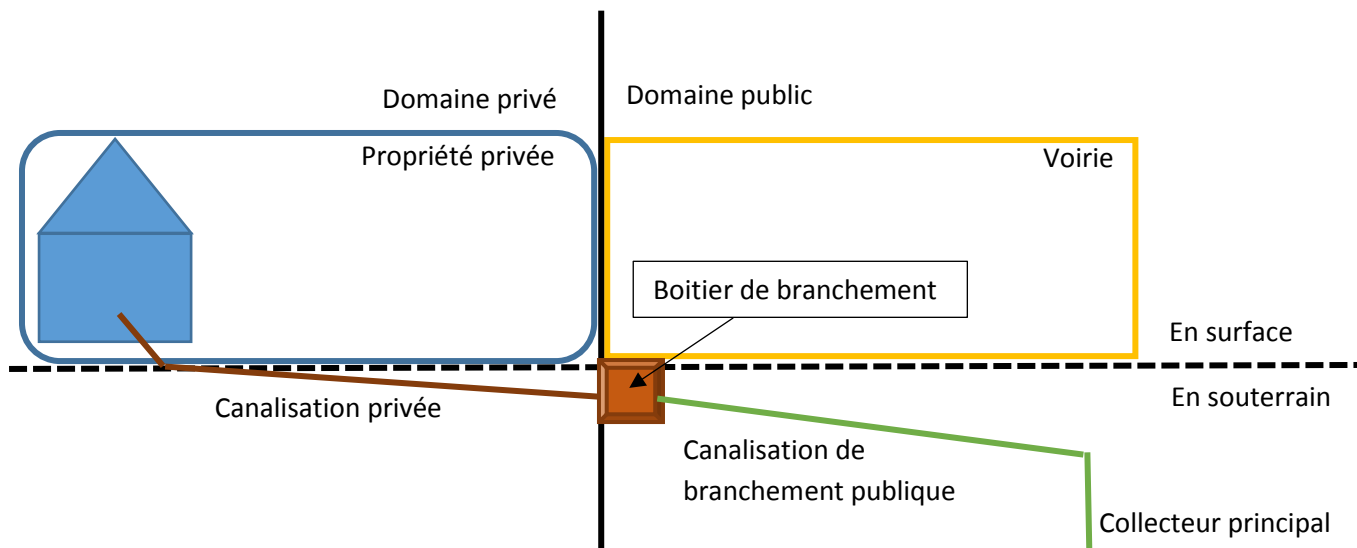 Domaine privé
Domaine public
Propriété privée
Voirie
Boitier de branchement
En surface
En souterrain
Canalisation privée
Canalisation de
branchement publique
Collecteur principal